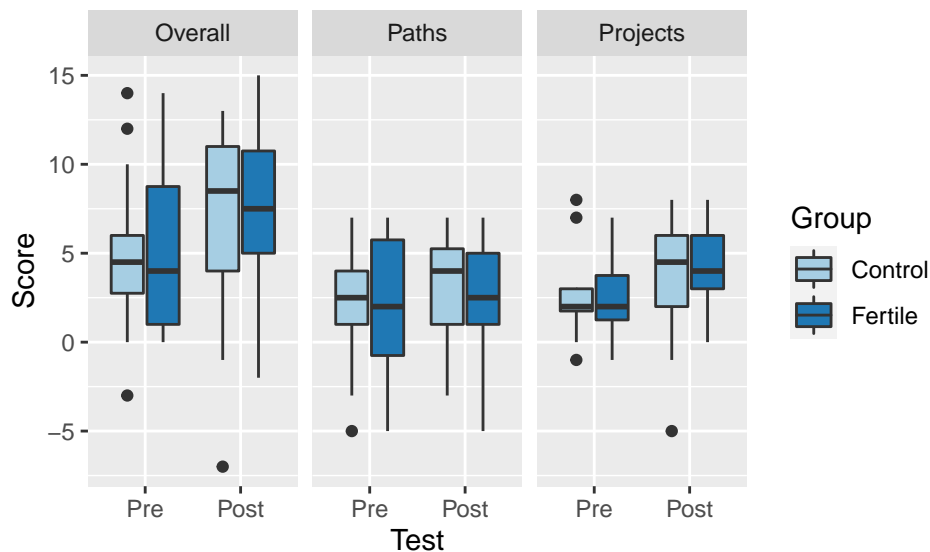 Overall Paths Projects
15
10
5
0
−5
Score
Pre Post Pre Post Pre Post
Test
Group
Control
Fertile